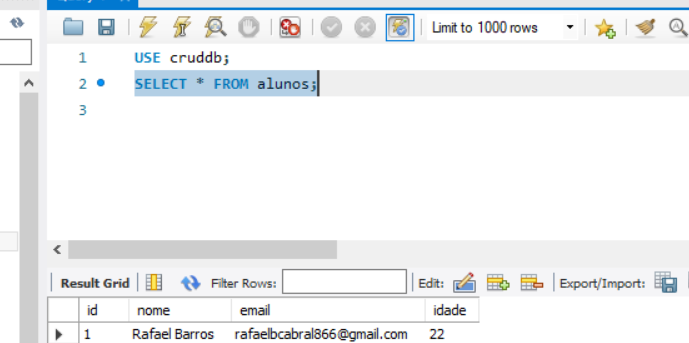 Limit to 1000 rows
1 USE cruddb;
2 SELECT * FROM alunos;
3
Result Grid Filter Rows: Edit: Export/Import:
id nome email idade
1 Rafael Barros rafaelbcabral866@gmail.com 22